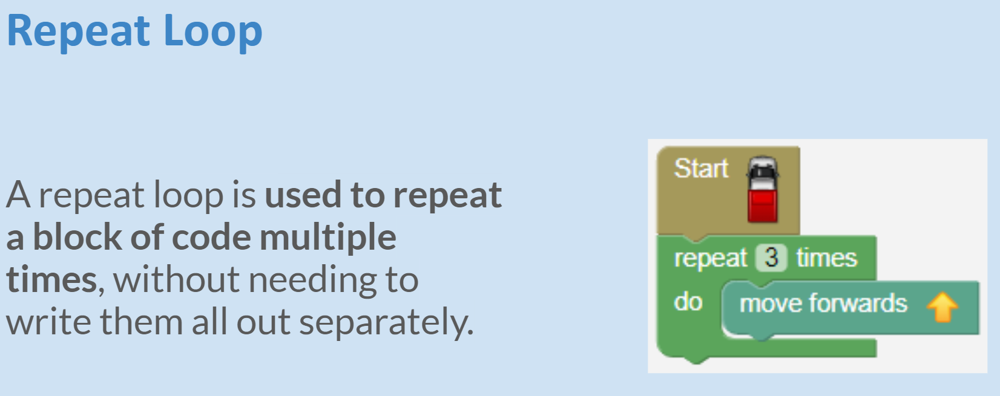 Repeat Loop
A repeat loop is used to repeat
a block of code multiple
times, without needing to
write them all out separately.
Start
repeat 3 times
do move forwards